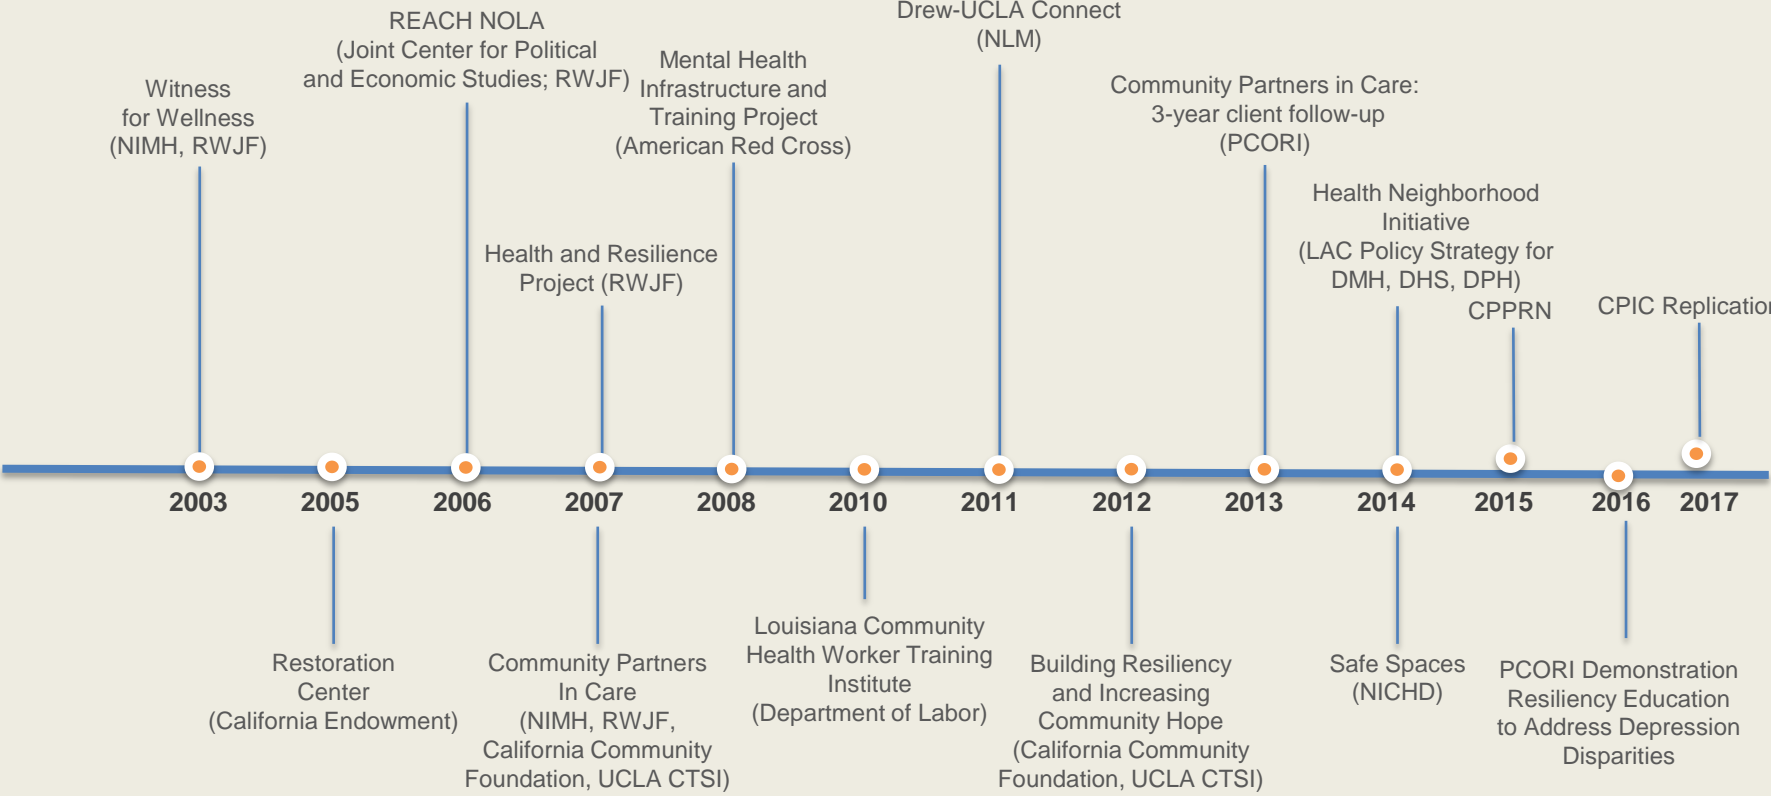 Witness
for Wellness
(NIMH, RWJF)
REACH NOLA
(Joint Center for Political
and Economic Studies; RWJF)
Health and Resilience
Project (RWJF)
Mental Health
Infrastructure and
Training Project
(American Red Cross)
Drew-UCLA Connect
(NLM)
Community Partners in Care:
3-year client follow-up
(PCORI)
Health Neighborhood
Initiative
(LAC Policy Strategy for
DMH, DHS, DPH)
CPPRN
CPIC Replication
2003 2005 2006 2007 2008 2010 2011 2012 2013 2014 2015 2016 2017
Restoration
Center
(California Endowment)
Community Partners
In Care
(NIMH, RWJF,
California Community
Foundation, UCLA CTSI)
Louisiana Community
Health Worker Training
Institute
(Department of Labor)
Building Resiliency
and Increasing
Community Hope
(California Community
Foundation, UCLA CTSI)
Safe Spaces
(NICHD)
PCORI Demonstration
Resiliency Education
to Address Depression
Disparities